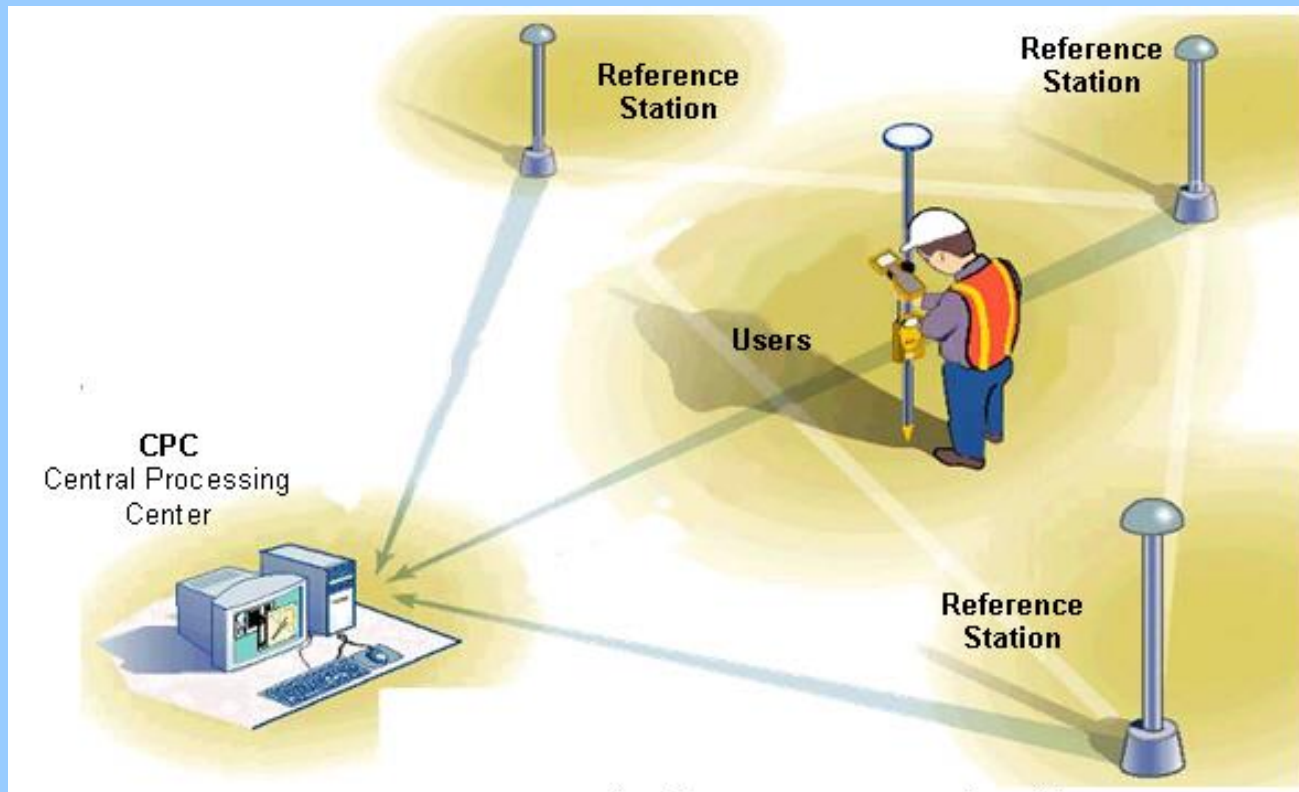 Reference
Station
Reference
Station
Users
CPC
Central Processing
Center
Reference
Station